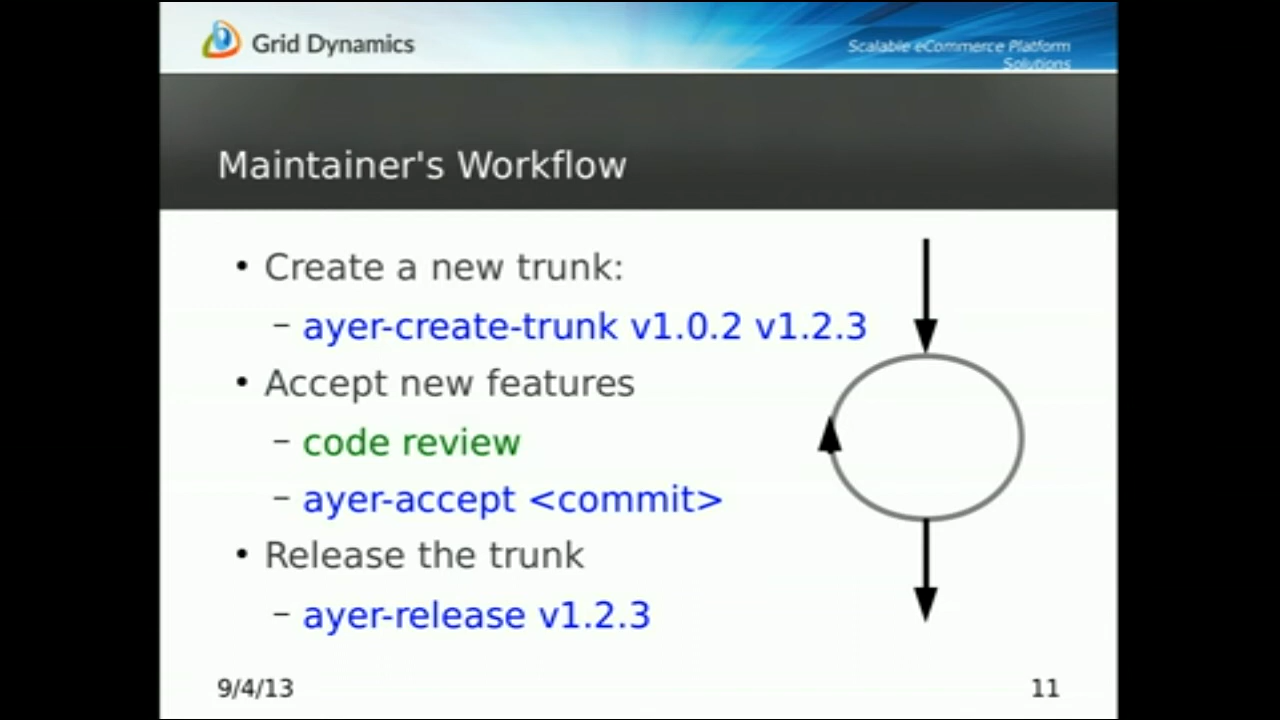 Grid Dynamics
Scalable eCommerce Platform
Solutions
Maintainer's Workflow
• Create a new trunk:
– ayer-create-trunk v1.0.2 v1.2.3
• Accept new features
– code review
– ayer-accept <commit>
• Release the trunk
– ayer-release v1.2.3
9/4/13
11